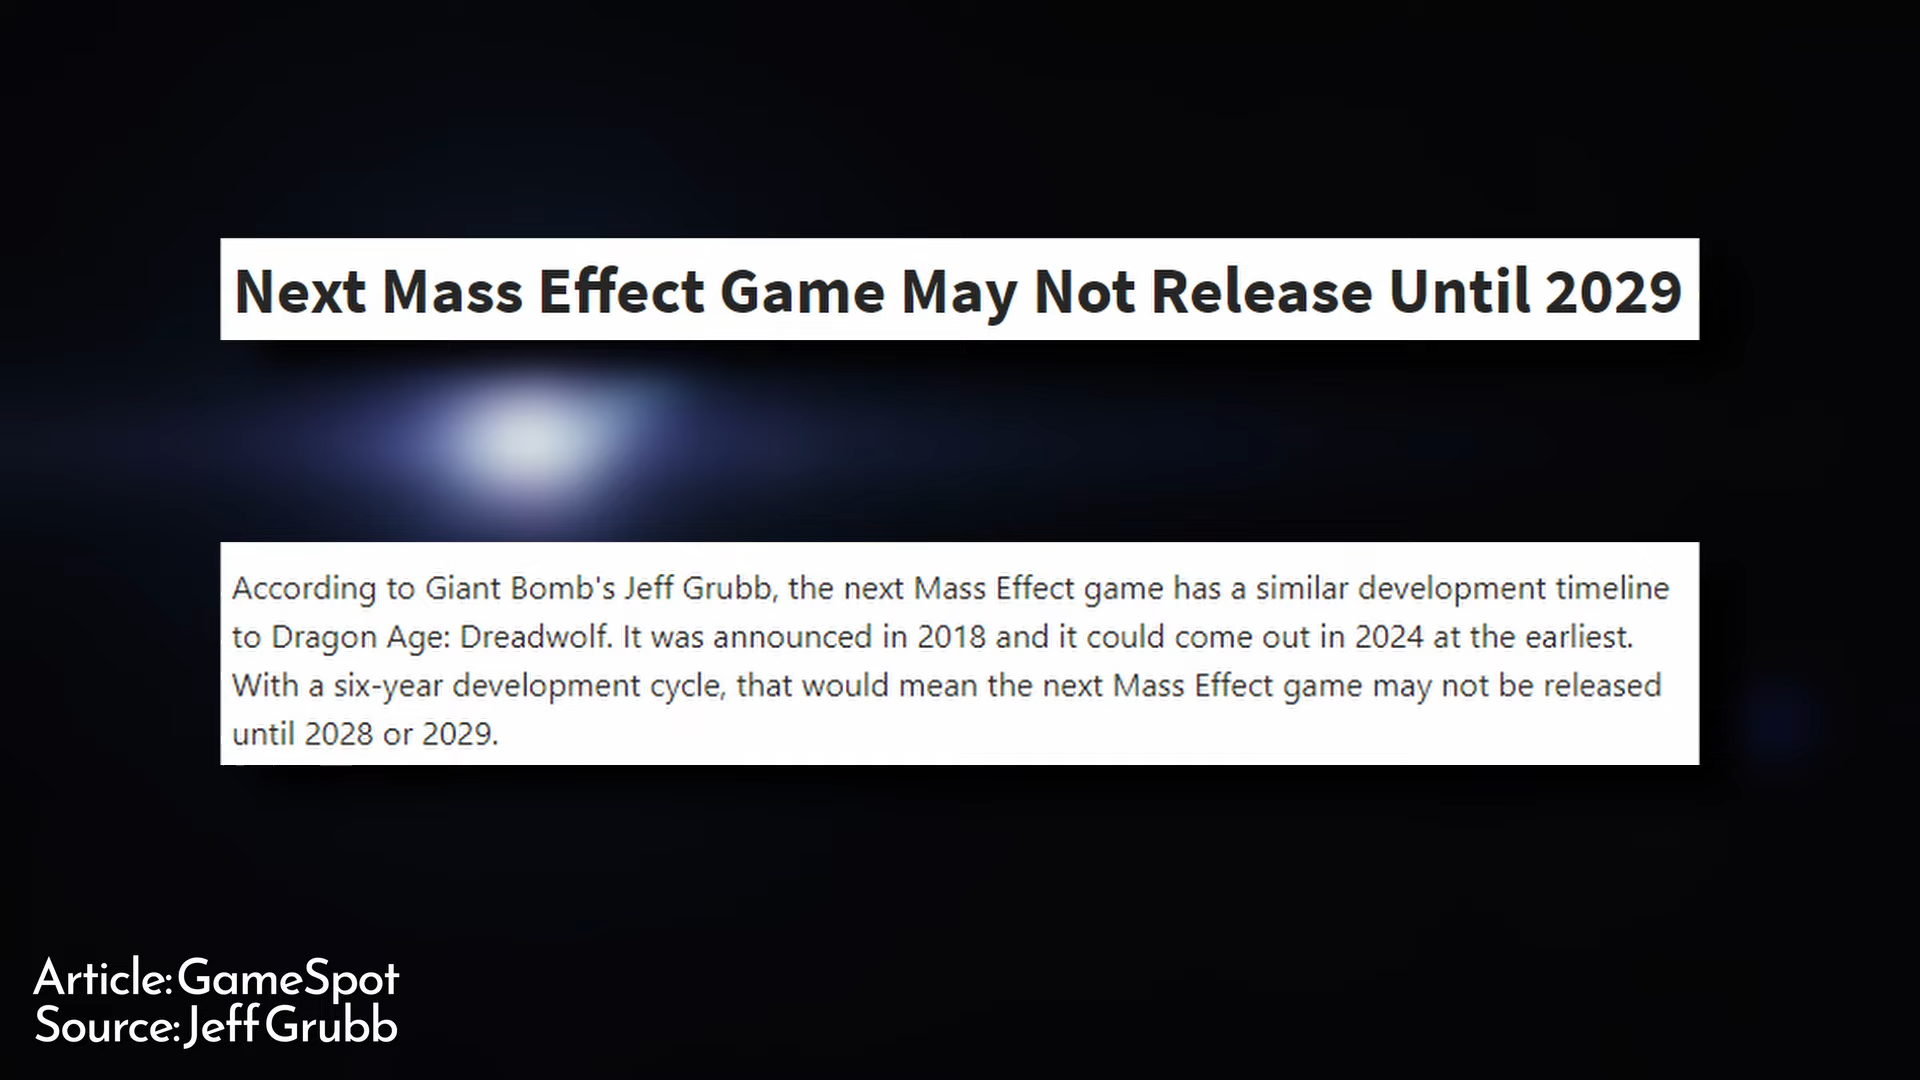 Next Mass Effect Game May Not Release Until 2029
According to Giant Bomb's Jeff Grubb, the next Mass Effect game has a similar development timeline
to Dragon Age: Dreadwolf. It was announced in 2018 and it could come out in 2024 at the earliest.
With a six-year development cycle, that would mean the next Mass Effect game may not be released
until 2028 or 2029.
Article: GameSpot
Source: Jeff Grubb